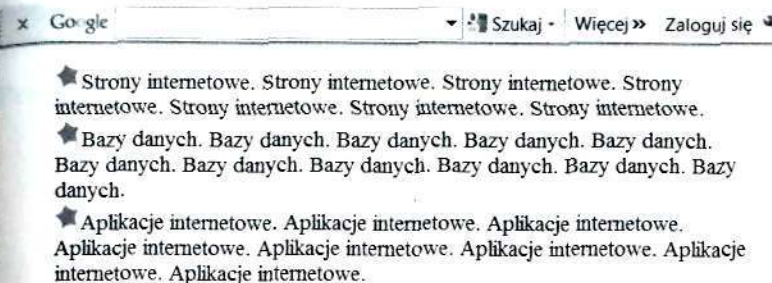 x Google Szukaj - Więcej » Zaloguj się
Strony internetowe. Strony internetowe. Strony internetowe. Strony
internetowe. Strony internetowe. Strony internetowe. Strony internetowe.
Bazy danych. Bazy danych. Bazy danych. Bazy danych. Bazy danych.
Bazy danych. Bazy danych. Bazy danych. Bazy danych. Bazy danych. Bazy
danych.
Aplikacje internetowe. Aplikacje internetowe. Aplikacje internetowe.
Aplikacje internetowe. Aplikacje internetowe. Aplikacje internetowe. Aplikacje
internetowe. Aplikacje internetowe.